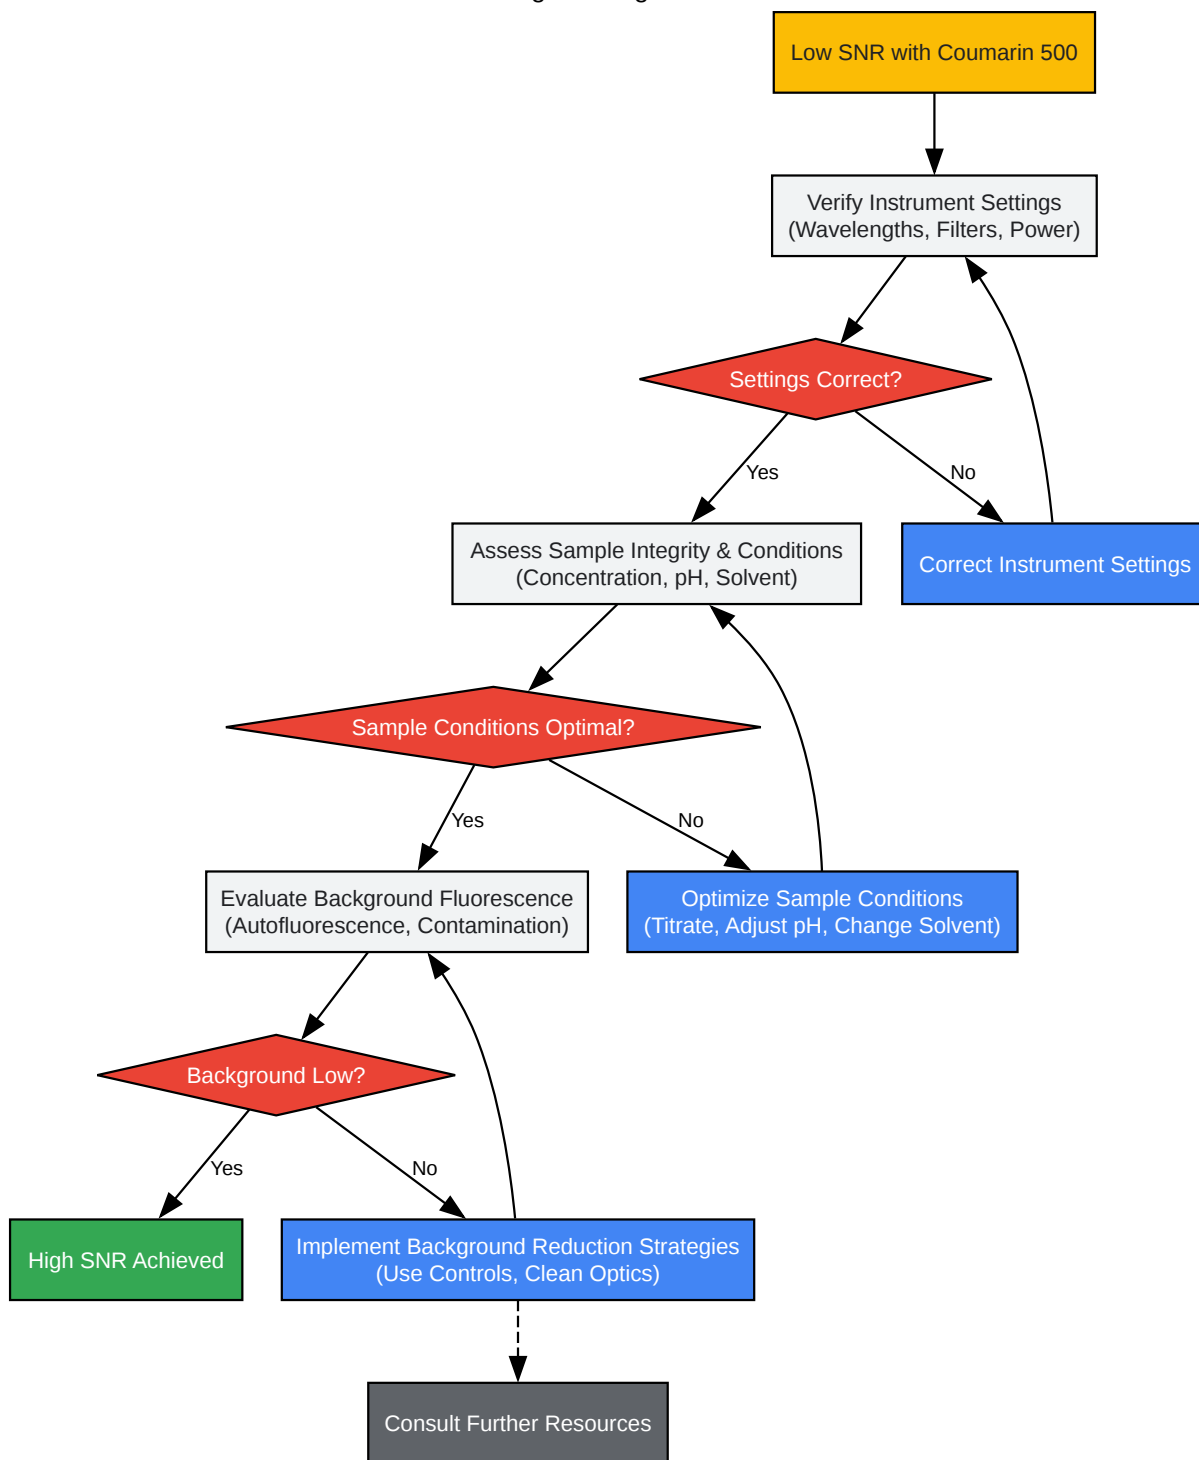 Low SNR with Coumarin 500
Verify Instrument Settings
(Wavelengths, Filters, Power)
Settings Correct?
Yes
No
Assess Sample Integrity & Conditions
(Concentration, pH, Solvent)
Correct Instrument Settings
Sample Conditions Optimal?
Yes
No
Evaluate Background Fluorescence
(Autofluorescence, Contamination)
Optimize Sample Conditions
(Titrate, Adjust pH, Change Solvent)
Background Low?
Yes
No
High SNR Achieved
Implement Background Reduction Strategies
(Use Controls, Clean Optics)
Consult Further Resources